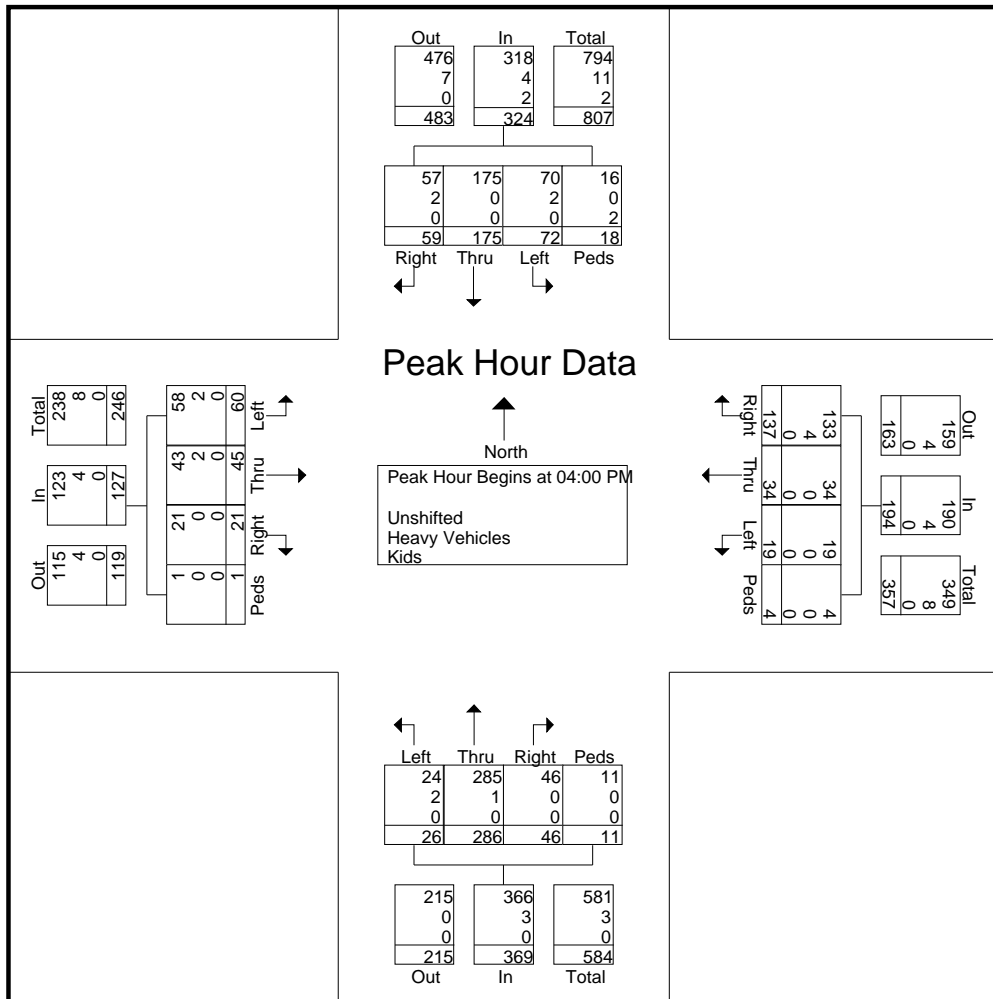 Out In Total
476 318 794
7 4 11
0 2 2
483 324 807
57 175 70 16
2 0 2 0
0 0 0 2
59 175 72 18
Right Thru Left Peds
Peak Hour Data
North
Peak Hour Begins at 04:00 PM
Unshifted
Heavy Vehicles
Kids
Total In Out
238 123 115
8 4 4
0 0 0
246 127 119
58 43 21 1
2 2 0 0
0 0 0 0
60 45 21 1
Left Thru Right Peds
Out In Total
159 190 349
4 4 8
0 0 0
163 194 357
133 34 19 4
4 0 0 0
0 0 0 0
137 34 19 4
Right Thru Left Peds
Left Thru Right Peds
24 285 46 11
2 1 0 0
0 0 0 0
26 286 46 11
215 366 581
0 3 3
0 0 0
215 369 584
Out In Total